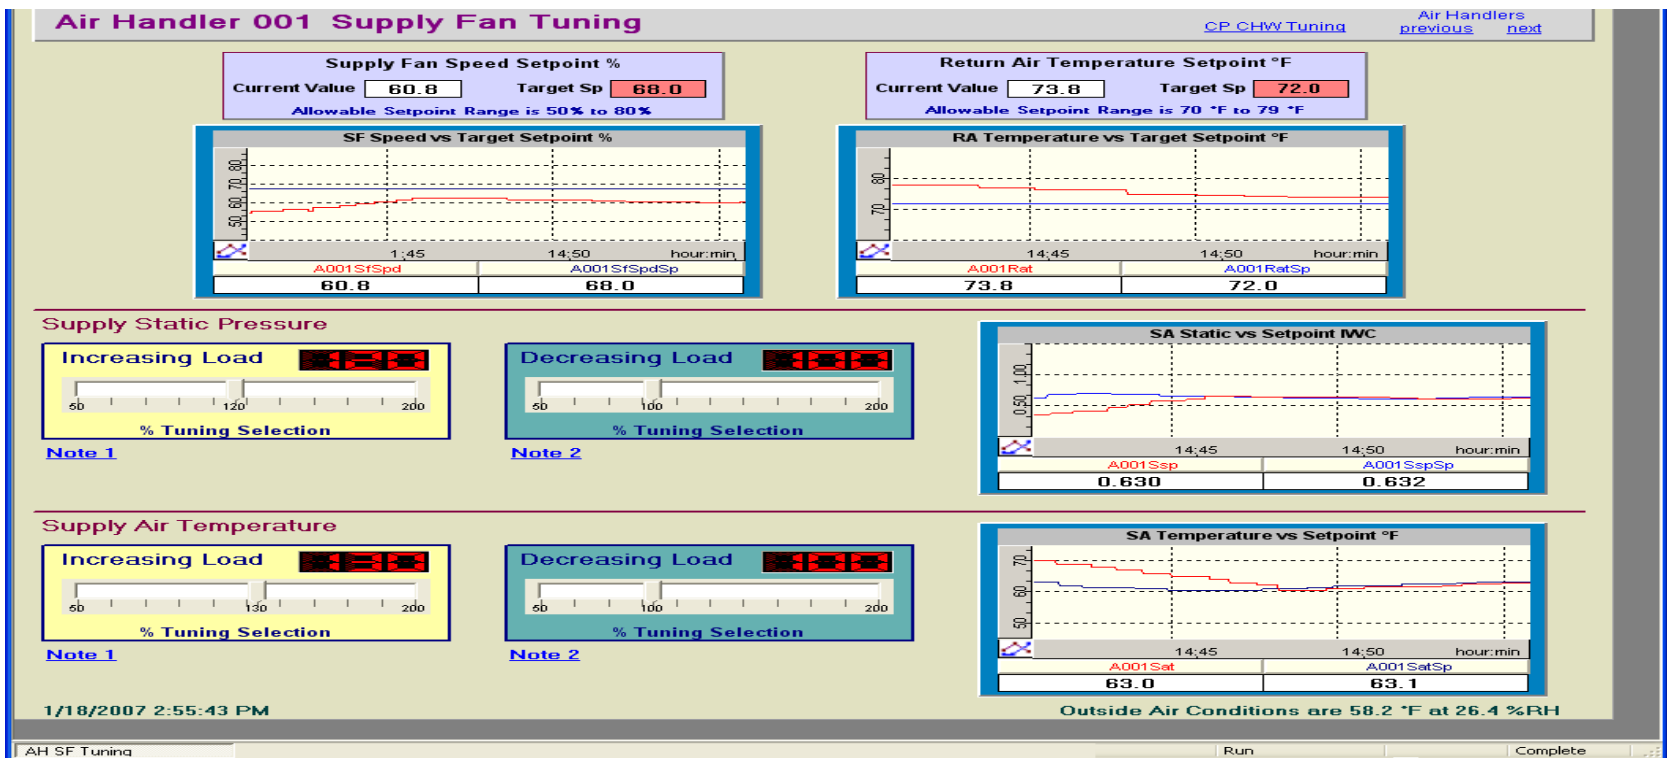 Air Handler 001 Supply Fan Tuning
CP CHW Tuning
Air Handlers
previous next
Supply Fan Speed Setpoint %
Current Value 60.8 Target Sp 68.0
Allowable Setpoint Range is 50% to 80%
Return Air Temperature Setpoint °F
Current Value 73.8 Target Sp 72.0
Allowable Setpoint Range is 70 °F to 79 °F
SF Speed vs Target Setpoint %
80
70
60
50
1:45 14:50 hour:min
A001SfSpd A001SfSpdSp
60.8 68.0
RA Temperature vs Target Setpoint °F
80
70
14:45 14:50 hour:min
A001Rat A001RatSp
73.8 72.0
Supply Static Pressure
Increasing Load
50 120 200
% Tuning Selection
Note 1
Decreasing Load
50 100 200
% Tuning Selection
Note 2
SA Static vs Setpoint IWC
1.00
0.50
14:45 14:50 hour:min
A001Ssp A001SspSp
0.630 0.632
Supply Air Temperature
Increasing Load
50 130 200
% Tuning Selection
Note 1
Decreasing Load
50 100 200
% Tuning Selection
Note 2
SA Temperature vs Setpoint °F
70
60
50
14:45 14:50 hour:min
A001Sat A001SatSp
63.0 63.1
1/18/2007 2:55:43 PM
Outside Air Conditions are 58.2 °F at 26.4 %RH
AH SF Tuning
Run
Complete